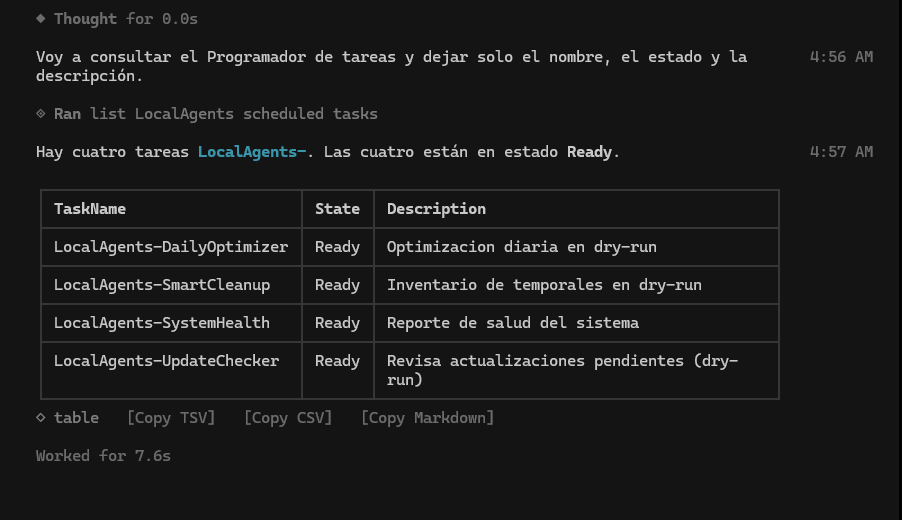 ◆ Thought for 0.0s
Voy a consultar el Programador de tareas y dejar solo el nombre, el estado y la 4:56 AM
descripción.
◈ Ran list LocalAgents scheduled tasks
Hay cuatro tareas LocalAgents-. Las cuatro están en estado Ready. 4:57 AM
TaskName State Description
LocalAgents-DailyOptimizer Ready Optimizacion diaria en dry-run
LocalAgents-SmartCleanup Ready Inventario de temporales en dry-run
LocalAgents-SystemHealth Ready Reporte de salud del sistema
LocalAgents-UpdateChecker Ready Revisa actualizaciones pendientes (dry-
run)
◇ table [Copy TSV] [Copy CSV] [Copy Markdown]
Worked for 7.6s